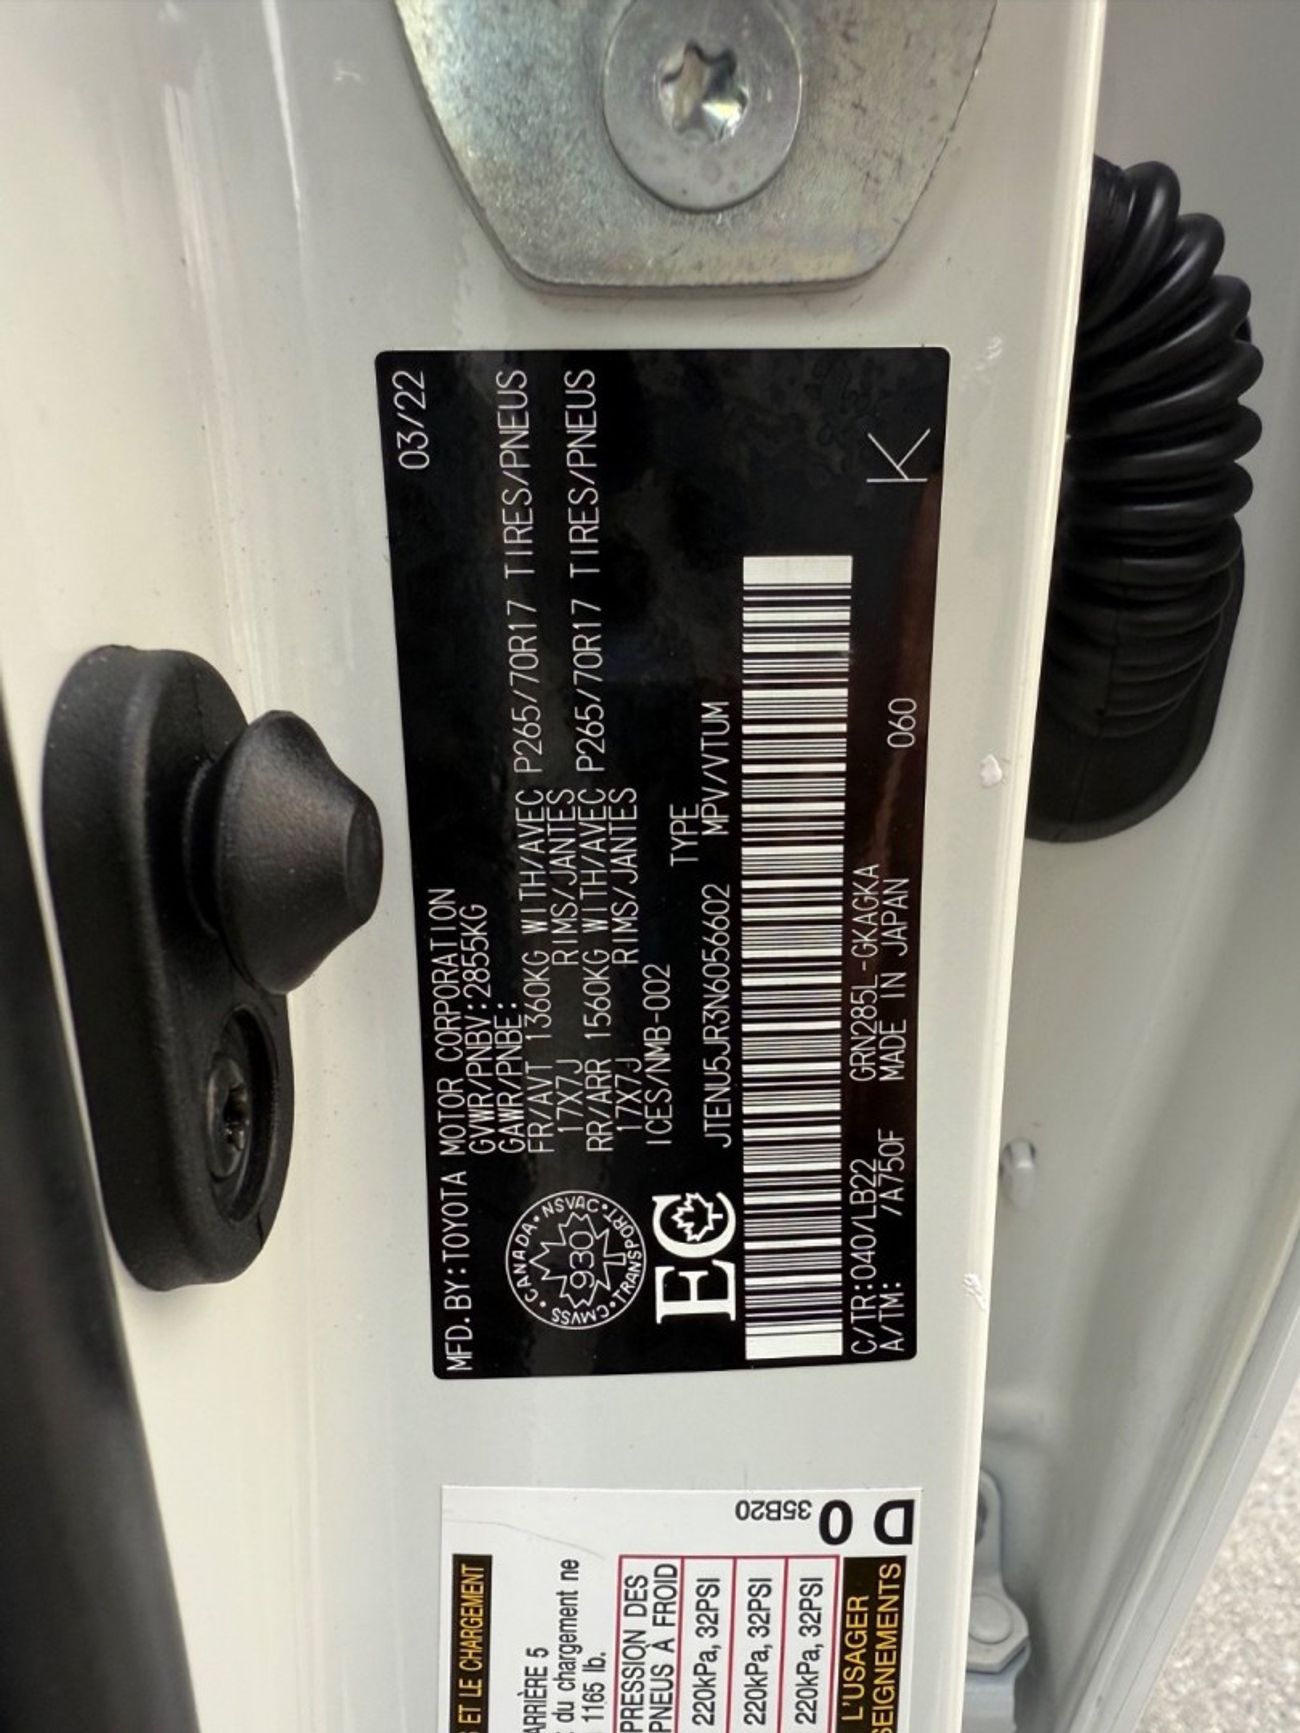 MFD.BY:TOYOTA MOTOR CORPORATION 03/22
GVWR/PNBV:2855KG
GAWR/PNBE:
FR/AVT 1360KG WITH/AVEC P265/70R17 TIRES/PNEUS
17X7J RIMS/JANTES
RR/ARR 1560KG WITH/AVEC P265/70R17 TIRES/PNEUS
17X7J RIMS/JANTES
ICES/NMB-002
CANADA • NSVAC • TRANSPORT • CMVSS •
930
EC
TYPE
JTENU5JR3N6056602 MPV/VTUM
C/TR:040/LB22 GRN285L-GKAGKA
A/TM: /A750F MADE IN JAPAN 060
K
ET LE CHARGEMENT
ARRIÈRE 5
du chargement ne
1165 lb.
PRESSION DES
PNEUS À FROID
220kPa, 32PSI
220kPa, 32PSI
220kPa, 32PSI
L'USAGER
SEIGNEMENTS
35B20
D0